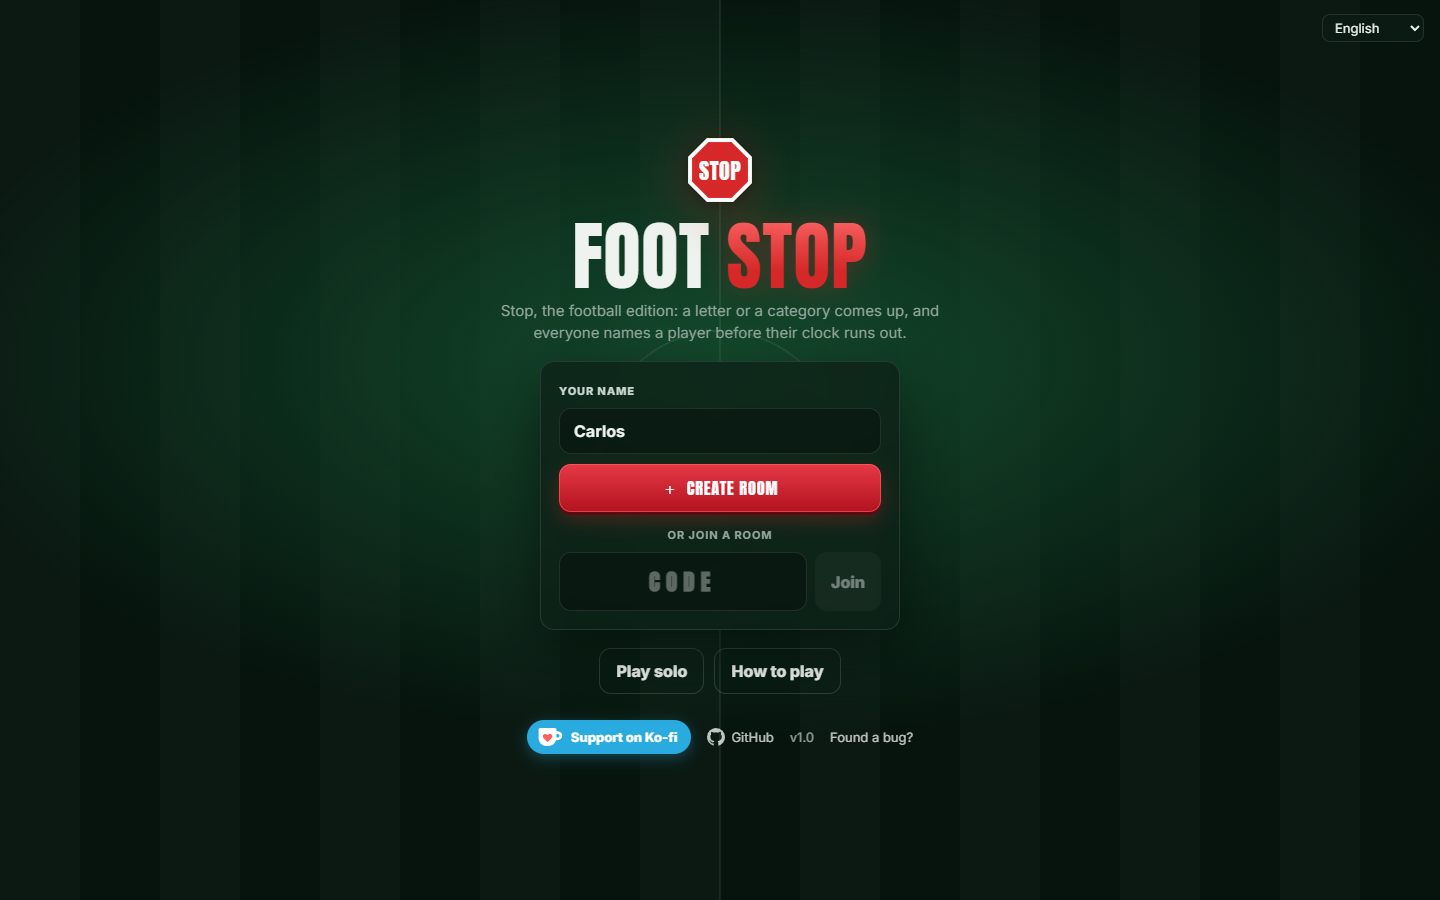 English
STOP
FOOT STOP
Stop, the football edition: a letter or a category comes up, and
everyone names a player before their clock runs out.
YOUR NAME
Carlos
+ CREATE ROOM
OR JOIN A ROOM
CODE
Join
Play solo
How to play
Support on Ko-fi
GitHub
v1.0
Found a bug?